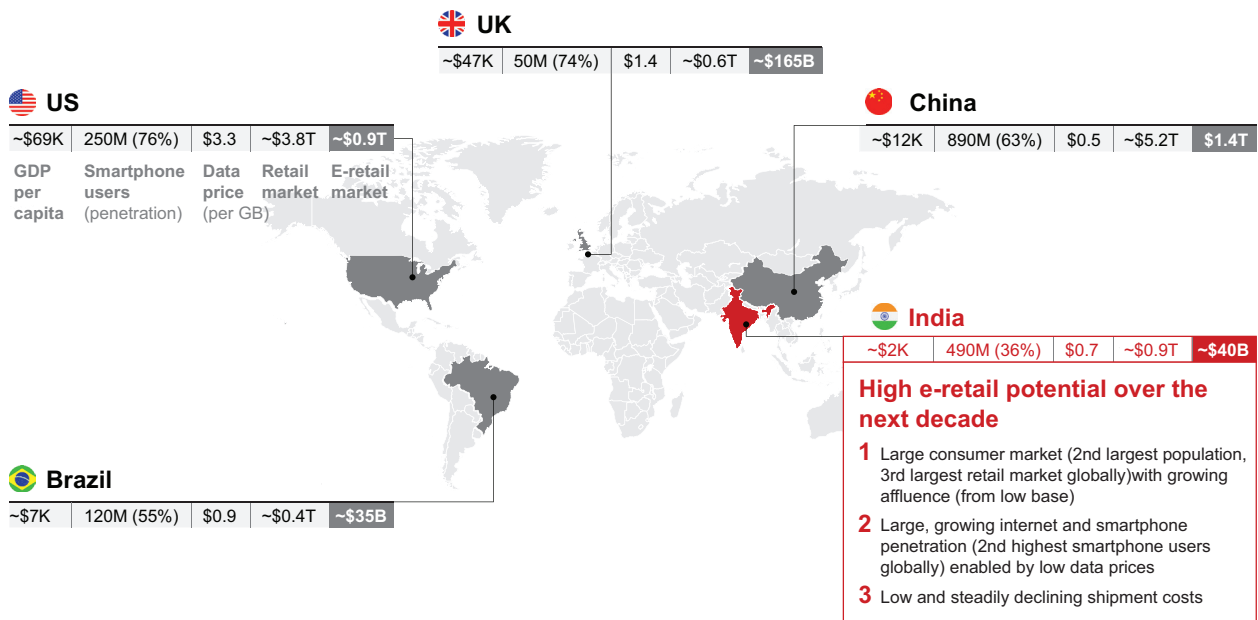 UK
~$47K 50M (74%) $1.4 ~$0.6T ~$165B
US
~$69K 250M (76%) $3.3 ~$3.8T ~$0.9T
GDP per capita
Smartphone users (penetration)
Data price (per GB)
Retail market
E-retail market
China
~$12K 890M (63%) $0.5 ~$5.2T $1.4T
India
~$2K 490M (36%) $0.7 ~$0.9T ~$40B
High e-retail potential over the
next decade
1 Large consumer market (2nd largest population,
3rd largest retail market globally)with growing
affluence (from low base)
2 Large, growing internet and smartphone
penetration (2nd highest smartphone users
globally) enabled by low data prices
3 Low and steadily declining shipment costs
Brazil
~$7K 120M (55%) $0.9 ~$0.4T ~$35B